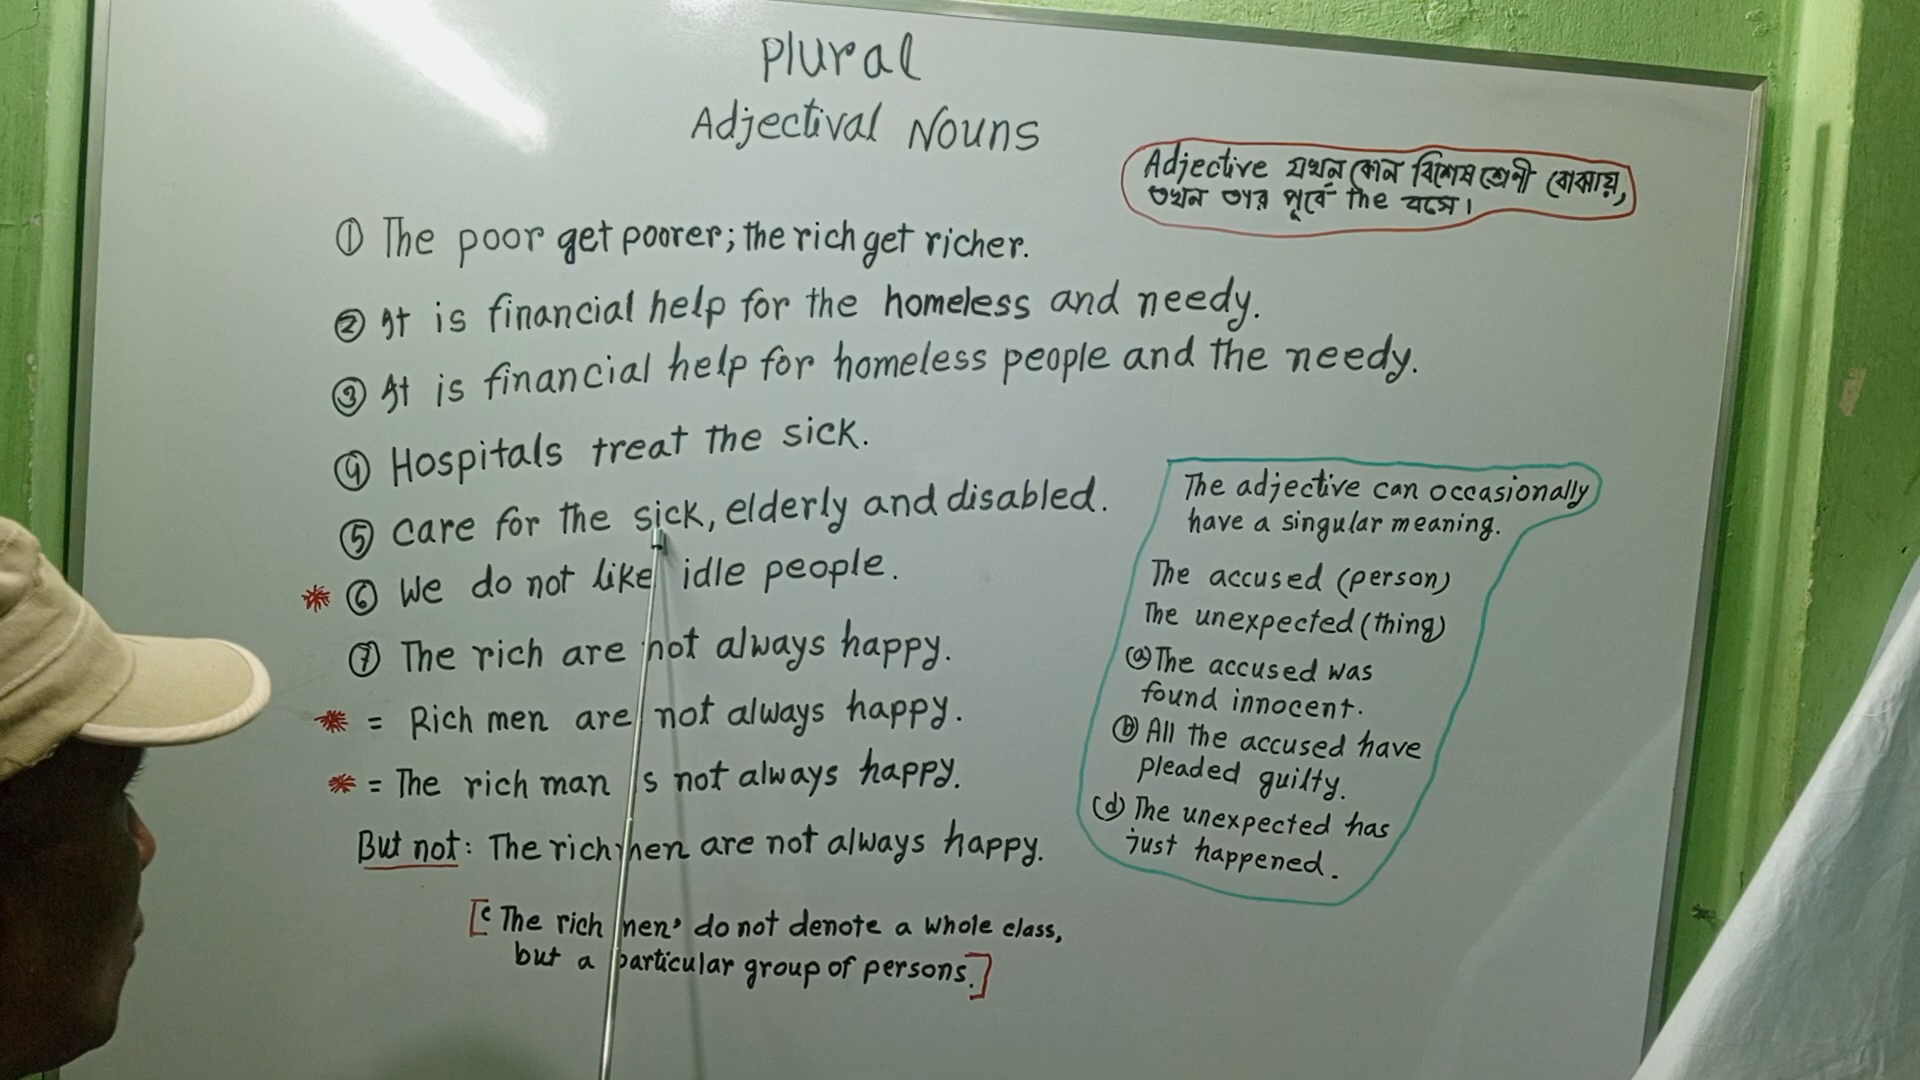 Plural
Adjectival Nouns
Adjective যখন কোন বিশেষ শ্রেণী বোঝায়,
তখন তার পূর্বে the বসে।
① The poor get poorer; the rich get richer.
② It is financial help for the homeless and needy.
③ It is financial help for homeless people and the needy.
④ Hospitals treat the sick.
⑤ Care for the sick, elderly and disabled.
* ⑥ We do not like idle people.
⑦ The rich are not always happy.
* = Rich men are not always happy.
* = The rich man is not always happy.
But not: The rich men are not always happy.
['The rich men' do not denote a whole class,
but a particular group of persons.]
The adjective can occasionally
have a singular meaning.
The accused (person)
The unexpected (thing)
(a) The accused was
found innocent.
(b) All the accused have
pleaded guilty.
(d) The unexpected has
just happened.